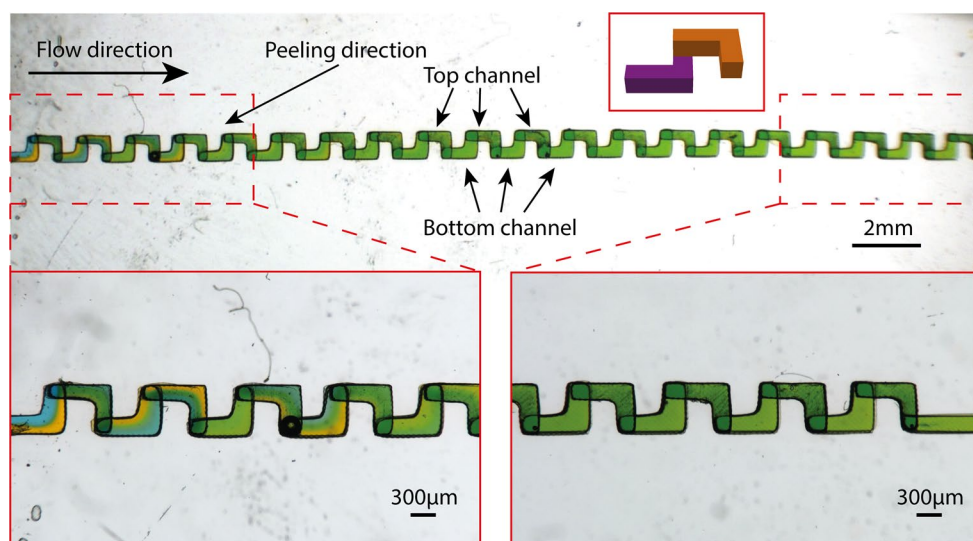 Flow direction
Peeling direction
Top channel
Bottom channel
2mm
300µm
300µm